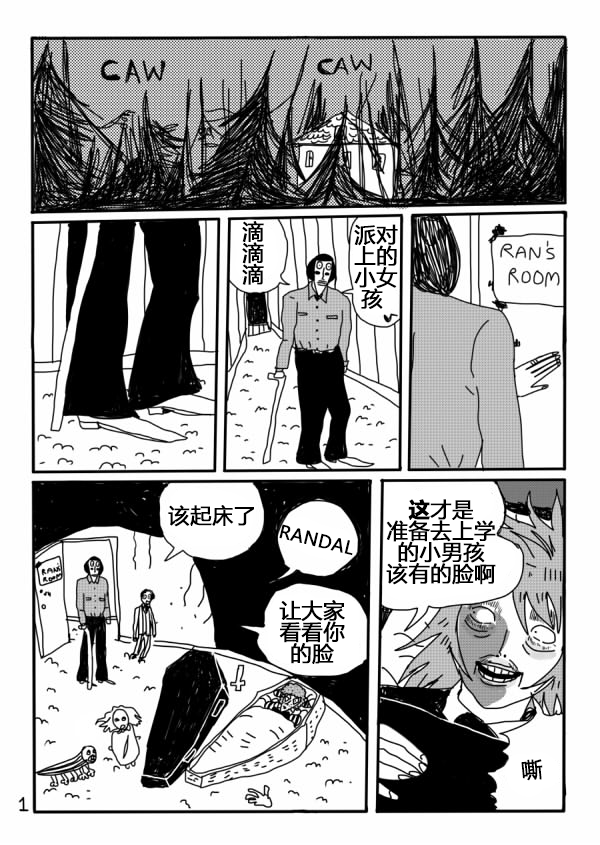 CAW
CAW
滴
滴
滴
派对
上的
小女
孩
RAN'S
ROOM
该起床了
RANDAL
让大家
看看你
的脸
RAN'S
ROOM
这才是
准备去上学
的小男孩
该有的脸啊
嘶
1